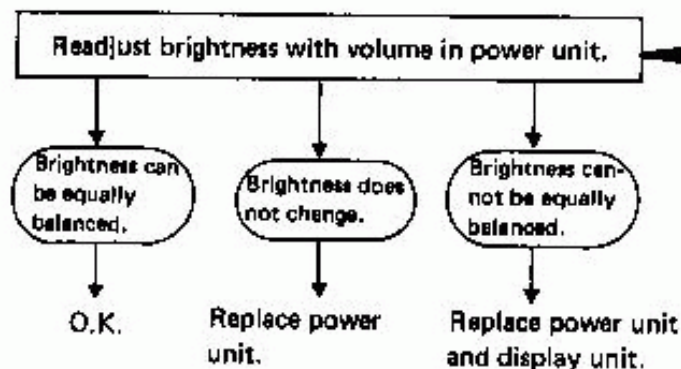 Readjust brightness with volume in power unit.
Brightness can
be equally
balanced.
Brightness does
not change.
Brightness can-
not be equally
balanced.
O.K.
Replace power
unit.
Replace power unit
and display unit.